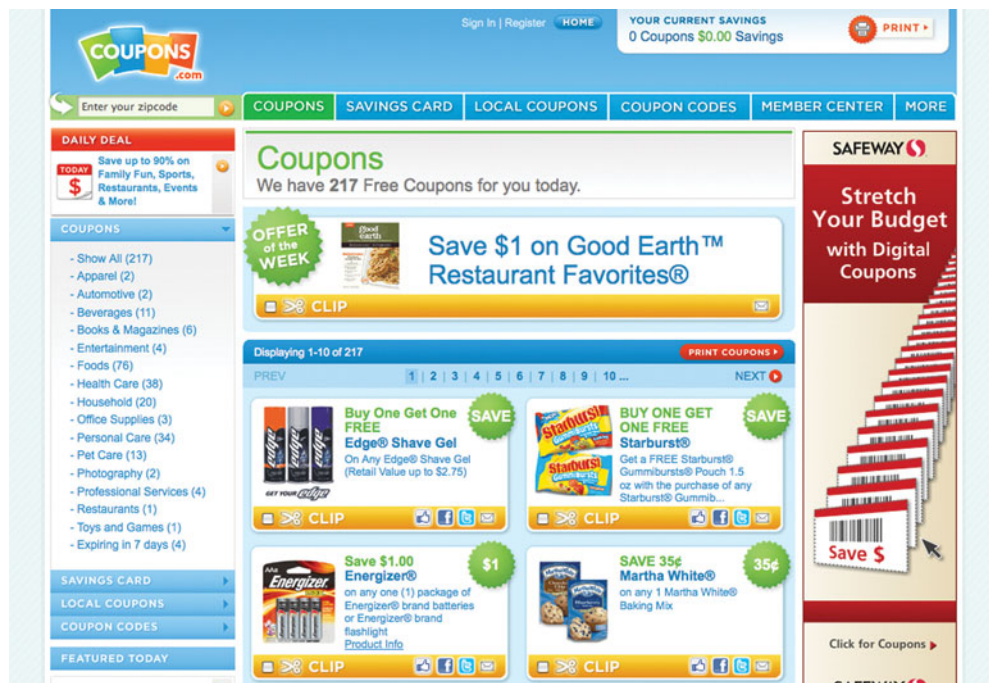 Sign In | Register HOME
YOUR CURRENT SAVINGS
0 Coupons $0.00 Savings
PRINT
COUPONS
.com
Enter your zipcode
COUPONS SAVINGS CARD LOCAL COUPONS COUPON CODES MEMBER CENTER MORE
DAILY DEAL
TODAY
$
Save up to 90% on
Family Fun, Sports,
Restaurants, Events
& More!
COUPONS
- Show All (217)
- Apparel (2)
- Automotive (2)
- Beverages (11)
- Books & Magazines (6)
- Entertainment (4)
- Foods (76)
- Health Care (38)
- Household (20)
- Office Supplies (3)
- Personal Care (34)
- Pet Care (13)
- Photography (2)
- Professional Services (4)
- Restaurants (1)
- Toys and Games (1)
- Expiring in 7 days (4)
SAVINGS CARD
LOCAL COUPONS
COUPON CODES
FEATURED TODAY
Coupons
We have 217 Free Coupons for you today.
OFFER
of the
WEEK
good
earth
Save $1 on Good Earth™
Restaurant Favorites®
CLIP
Displaying 1-10 of 217
PRINT COUPONS
PREV 1 | 2 | 3 | 4 | 5 | 6 | 7 | 8 | 9 | 10 ... NEXT
edge edge edge
GET YOUR edge
Buy One Get One
FREE
Edge® Shave Gel
On Any Edge® Shave Gel
(Retail Value up to $2.75)
SAVE
CLIP
Starburst
GummiBursts
Starburst
GummiBursts
BUY ONE GET
ONE FREE
Starburst®
Get a FREE Starburst®
Gummibursts® Pouch 1.5
oz with the purchase of any
Starburst® Gummib...
SAVE
CLIP
AA
Energizer
Save $1.00
Energizer®
on any one (1) package of
Energizer® brand batteries
or Energizer® brand
flashlight
Product Info
$1
CLIP
SAVE 35¢
Martha White®
on any 1 Martha White®
Baking Mix
35¢
CLIP
SAFEWAY
Stretch
Your Budget
with Digital
Coupons
Save $
Click for Coupons
SAFEWAY